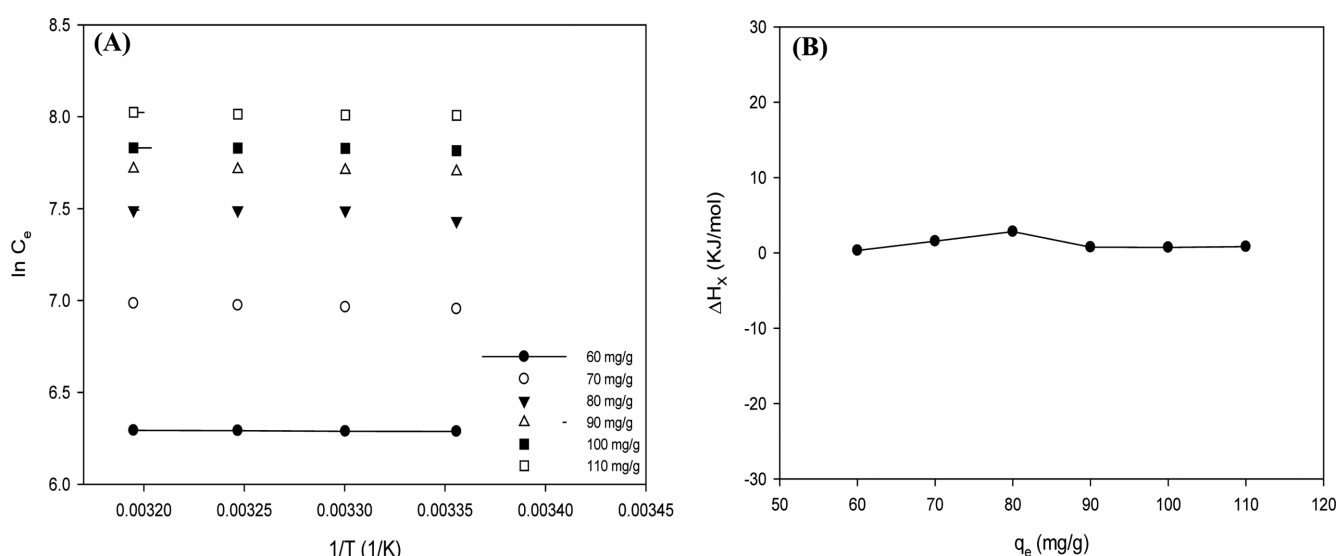 (A)
8.5
8.0
7.5
7.0
6.5
6.0
ln Ce
0.00320 0.00325 0.00330 0.00335 0.00340 0.00345
1/T (1/K)
60 mg/g
70 mg/g
80 mg/g
90 mg/g
100 mg/g
110 mg/g
(B)
30
20
10
0
-10
-20
-30
ΔHX (KJ/mol)
50 60 70 80 90 100 110 120
qe (mg/g)